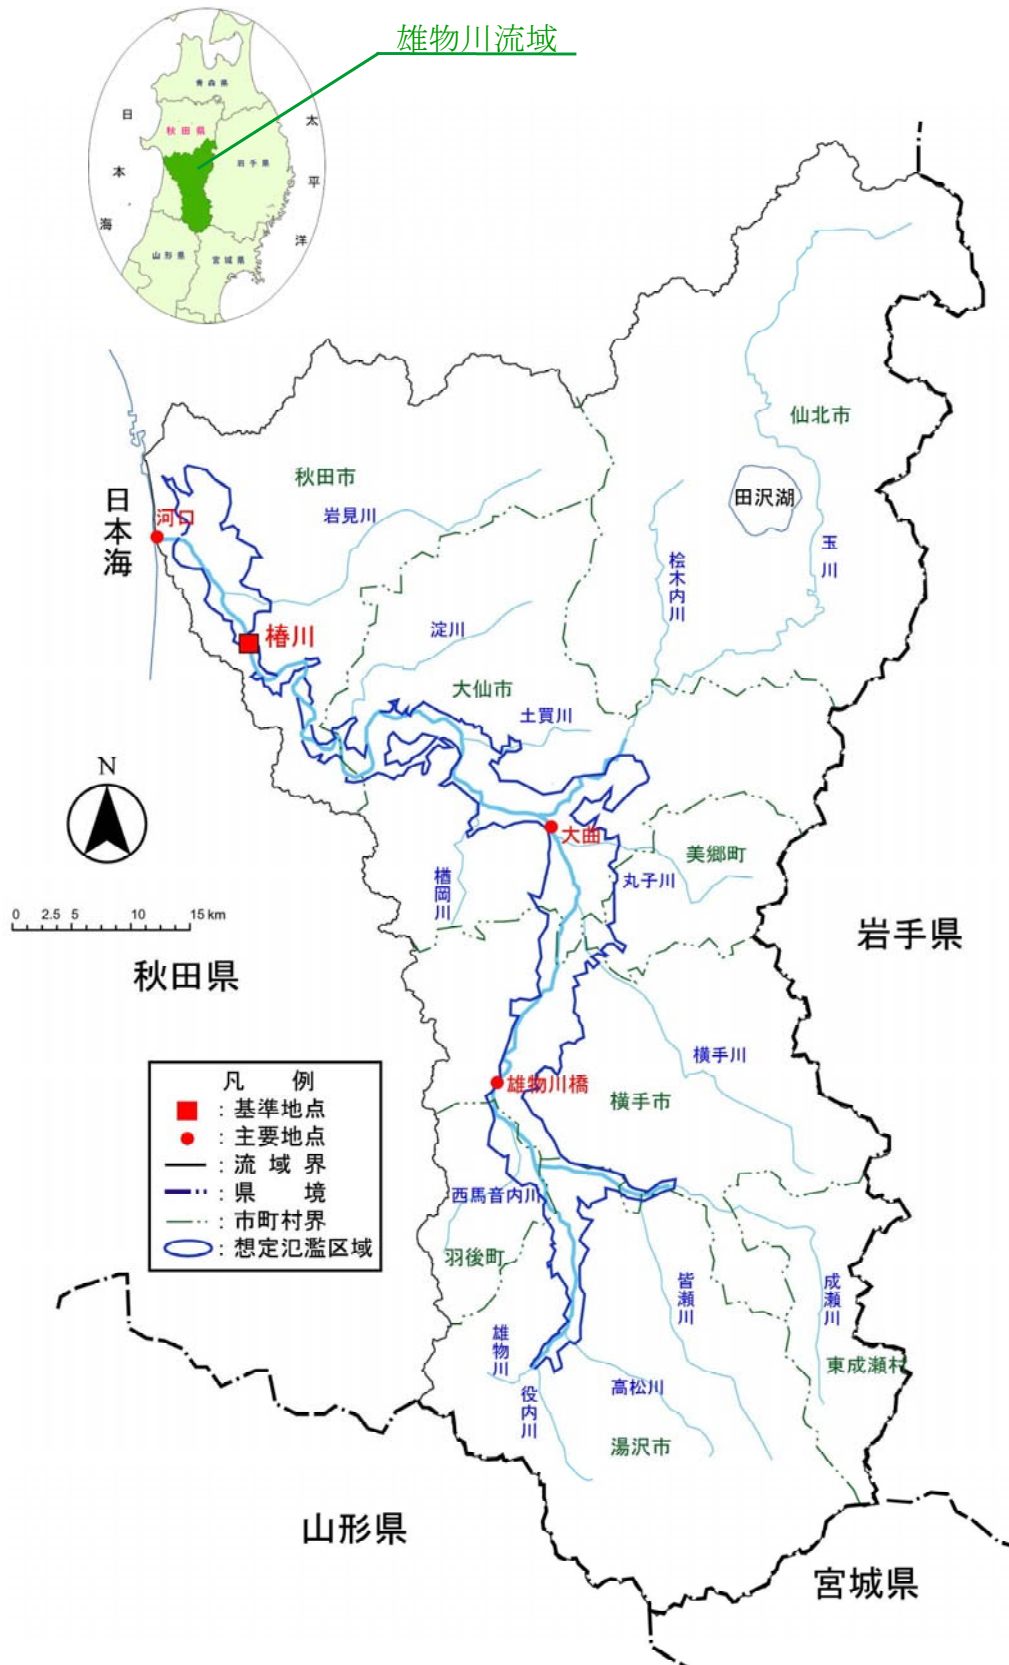 雄物川流域
青森県
日本海
秋田県
太平洋
岩手県
山形県
宮城県
仙北市
秋田市
田沢湖
岩見川
河口
日本海
玉川
桧木内川
椿川
淀川
大仙市
土買川
N
大曲
美郷町
楢岡川
丸子川
0 2.5 5 10 15 km
岩手県
秋田県
横手川
凡 例
■ : 基準地点
● : 主要地点
: 流域界
: 県 境
: 市町村界
: 想定氾濫区域
雄物川橋
横手市
西馬音内川
羽後町
皆瀬川
成瀬川
雄物川
東成瀬村
役内川
高松川
湯沢市
山形県
宮城県